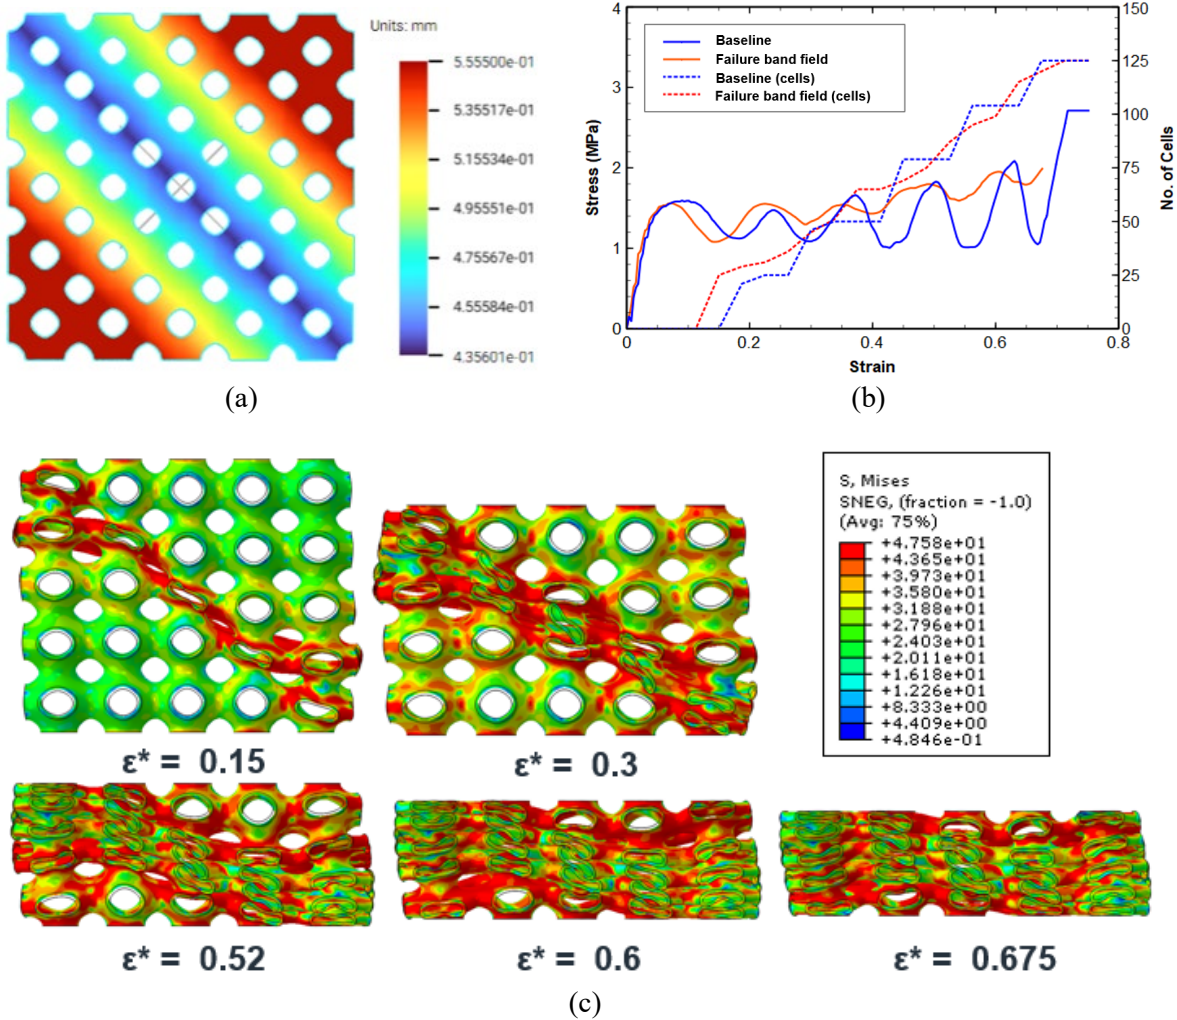 Units: mm
5.55500e-01
5.35517e-01
5.15534e-01
4.95551e-01
4.75567e-01
4.55584e-01
4.35601e-01
(a)
4
3
2
1
0
Stress (MPa)
Baseline
Failure band field
Baseline (cells)
Failure band field (cells)
150
125
100
75
50
25
0
No. of Cells
0 0.2 0.4 0.6 0.8
Strain
(b)
S, Mises
SNEG, (fraction = -1.0)
(Avg: 75%)
+4.758e+01
+4.365e+01
+3.973e+01
+3.580e+01
+3.188e+01
+2.796e+01
+2.403e+01
+2.011e+01
+1.618e+01
+1.226e+01
+8.333e+00
+4.409e+00
+4.846e-01
ε* = 0.15
ε* = 0.3
ε* = 0.52
ε* = 0.6
ε* = 0.675
(c)